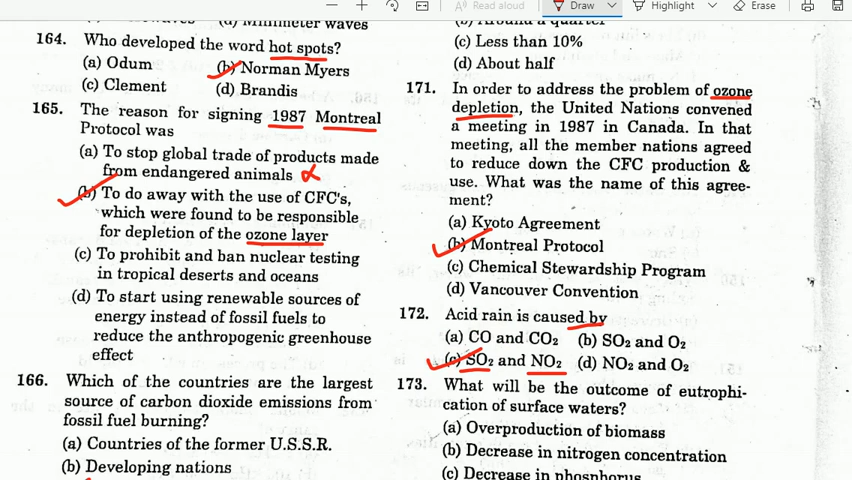 Read aloud
Draw
Highlight
Erase
Share
(d) Millimeter waves
164. Who developed the word hot spots?
(a) Odum (b) Norman Myers
(c) Clement (d) Brandis
165. The reason for signing 1987 Montreal
Protocol was
(a) To stop global trade of products made
from endangered animals
(b) To do away with the use of CFC's,
which were found to be responsible
for depletion of the ozone layer
(c) To prohibit and ban nuclear testing
in tropical deserts and oceans
(d) To start using renewable sources of
energy instead of fossil fuels to
reduce the anthropogenic greenhouse
effect
166. Which of the countries are the largest
source of carbon dioxide emissions from
fossil fuel burning?
(a) Countries of the former U.S.S.R.
(b) Developing nations
(b) Around a quarter
(c) Less than 10%
(d) About half
171. In order to address the problem of ozone
depletion, the United Nations convened
a meeting in 1987 in Canada. In that
meeting, all the member nations agreed
to reduce down the CFC production &
use. What was the name of this agree-
ment?
(a) Kyoto Agreement
(b) Montreal Protocol
(c) Chemical Stewardship Program
(d) Vancouver Convention
172. Acid rain is caused by
(a) CO and CO₂ (b) SO₂ and O₂
(c) SO₂ and NO₂ (d) NO₂ and O₂
173. What will be the outcome of eutrophi-
cation of surface waters?
(a) Overproduction of biomass
(b) Decrease in nitrogen concentration
(c) Decrease in phosphorus